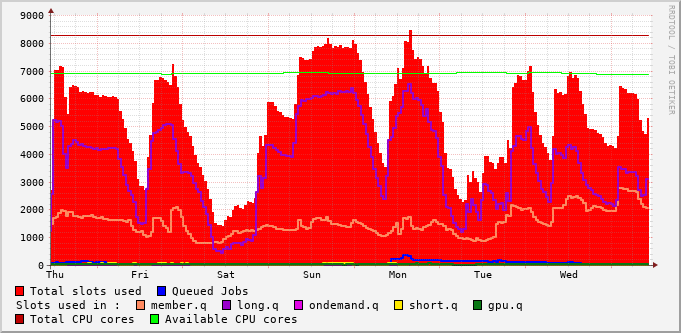 9000
8000
7000
6000
5000
4000
3000
2000
1000
0
Thu Fri Sat Sun Mon Tue Wed
RRDTOOL / TOBI OETIKER
Total slots used Queued Jobs
Slots used in : member.q long.q ondemand.q short.q gpu.q
Total CPU cores Available CPU cores